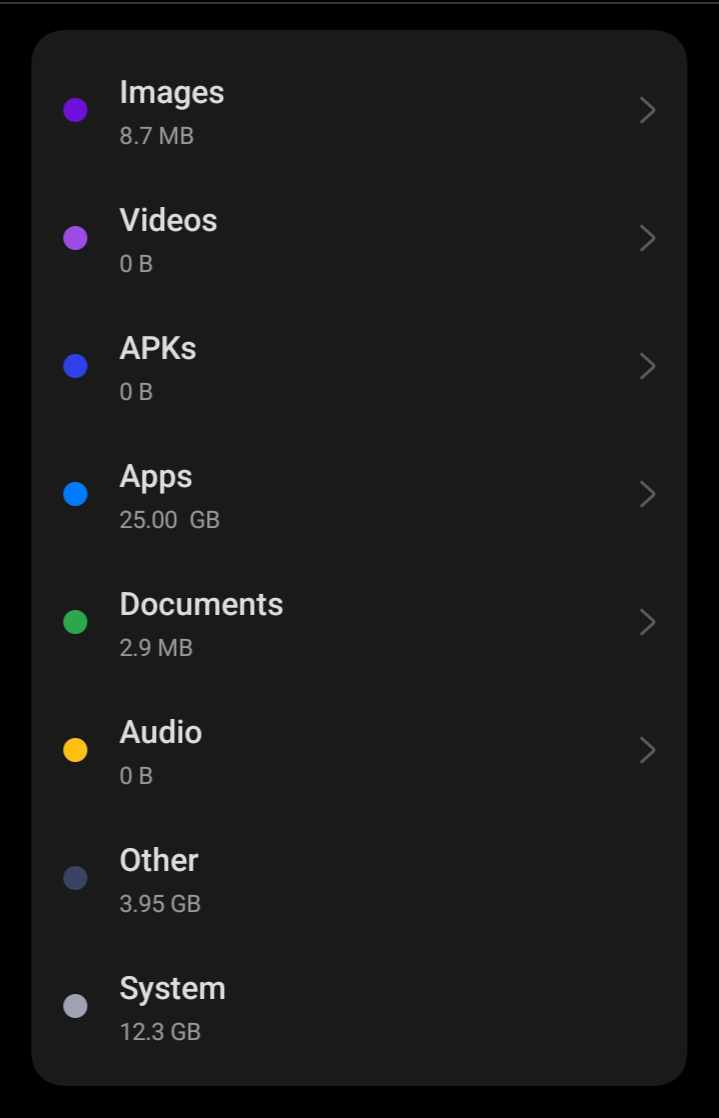 Images
8.7 MB
Videos
0 B
APKs
0 B
Apps
25.00  GB
Documents
2.9 MB
Audio
0 B
Other
3.95 GB
System
12.3 GB